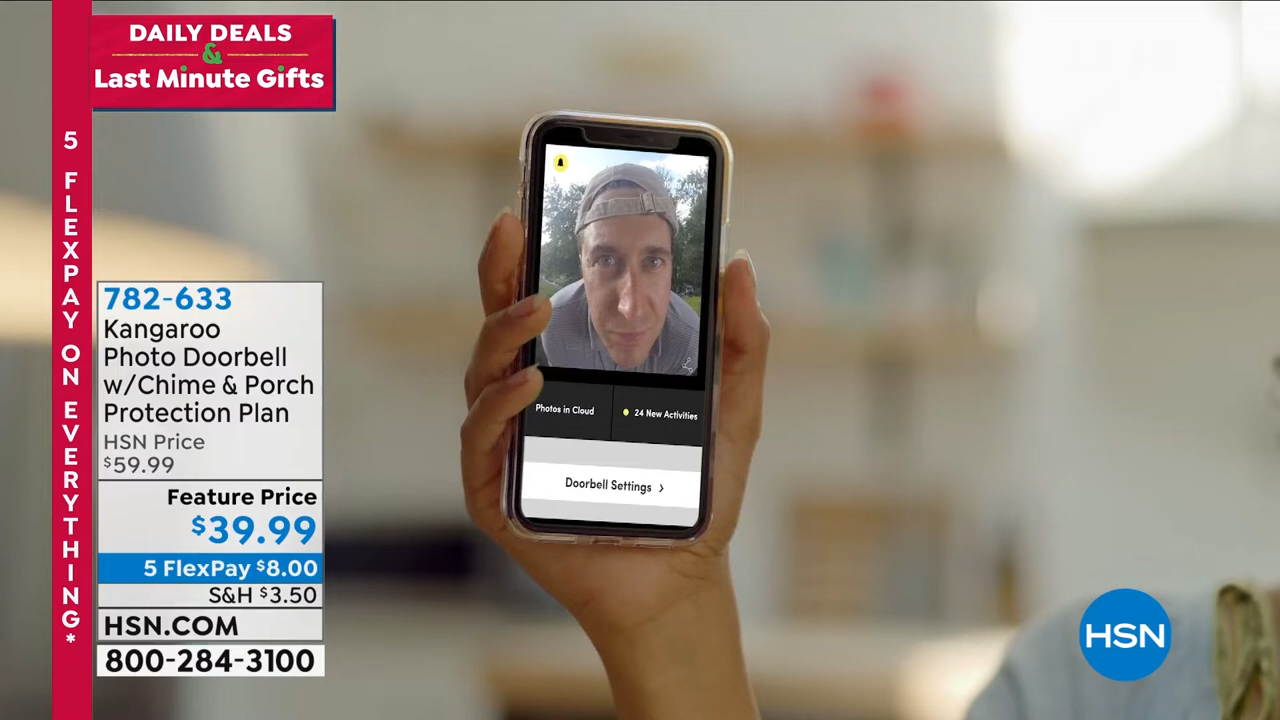 DAILY DEALS
&
Last Minute Gifts
5 FLEXPAY ON EVERYTHING*
782-633
Kangaroo
Photo Doorbell
w/Chime & Porch
Protection Plan
HSN Price
$59.99
Feature Price
$39.99
5 FlexPay $8.00
S&H $3.50
HSN.COM
800-284-3100
Photos in Cloud
24 New Activities
Doorbell Settings >
HSN